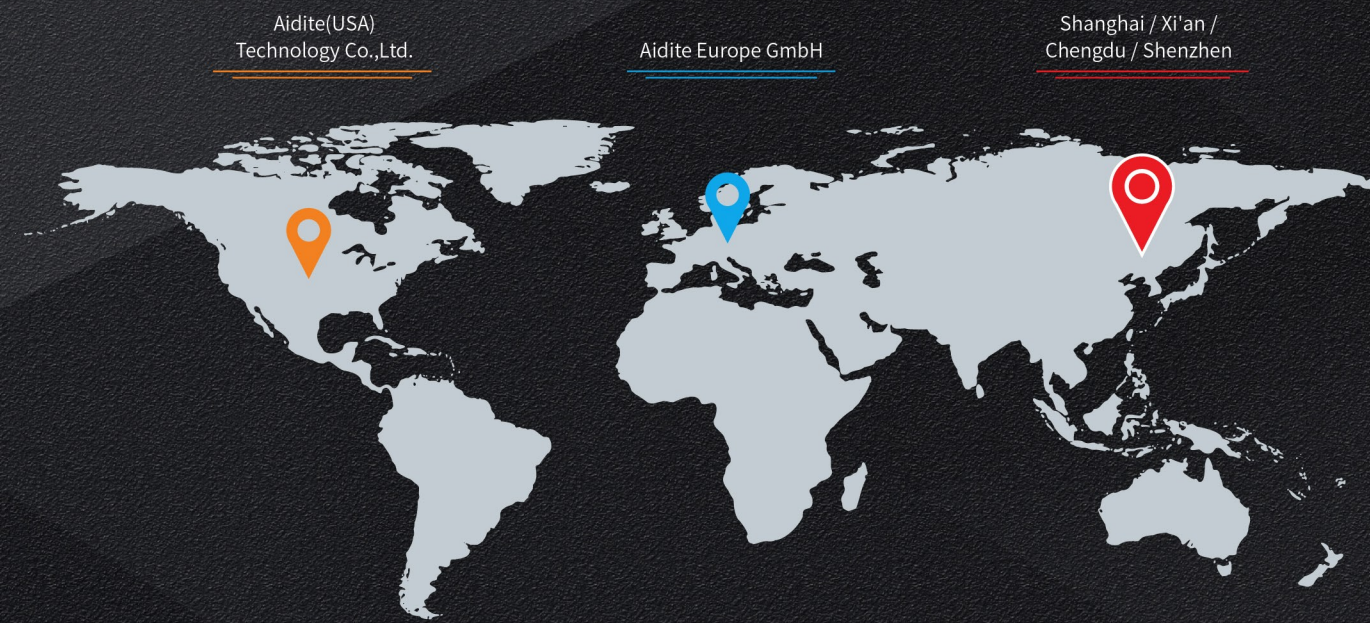 Aidite(USA)
Technology Co.,Ltd.
Aidite Europe GmbH
Shanghai / Xi'an /
Chengdu / Shenzhen